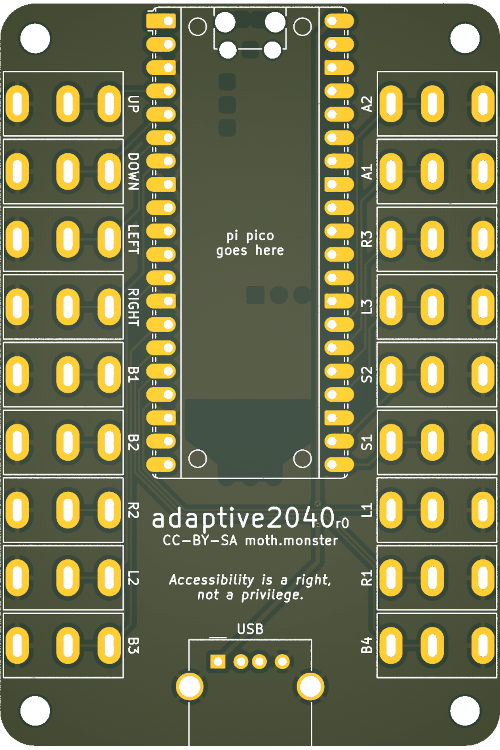 UP
DOWN
LEFT
RIGHT
B1
B2
R2
L2
B3
pi pico
goes here
A2
A1
R3
L3
S2
S1
L1
R1
B4
adaptive2040r0
CC-BY-SA moth.monster
Accessibility is a right,
not a privilege.
USB